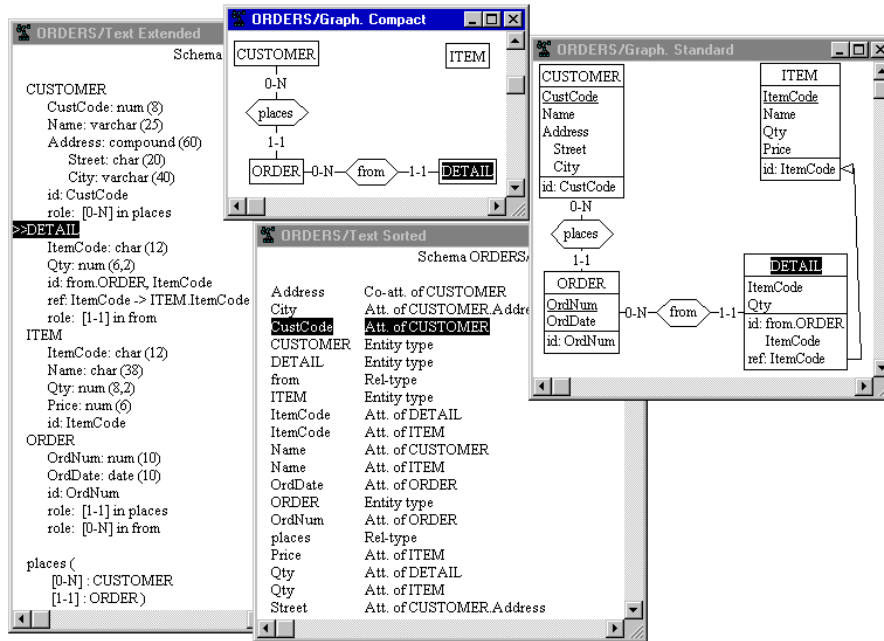 ORDERS/Text Extended
Schema
CUSTOMER
CustCode: num (8)
Name: varchar (25)
Address: compound (60)
Street: char (20)
City: varchar (40)
id: CustCode
role: [0-N] in places
>>DETAIL
ItemCode: char (12)
Qty: num (6,2)
id: from.ORDER, ItemCode
ref: ItemCode -> ITEM.ItemCode
role: [1-1] in from
ITEM
ItemCode: char (12)
Name: char (38)
Qty: num (8,2)
Price: num (6)
id: ItemCode
ORDER
OrdNum: num (10)
OrdDate: date (10)
id: OrdNum
role: [1-1] in places
role: [0-N] in from
places (
[0-N] : CUSTOMER
[1-1] : ORDER )
ORDERS/Graph. Compact
CUSTOMER
ITEM
0-N
places
1-1
ORDER 0-N from 1-1 DETAIL
ORDERS/Text Sorted
Schema ORDERS/
Address Co-att. of CUSTOMER
City Att. of CUSTOMER.Addre
CustCode Att. of CUSTOMER
CUSTOMER Entity type
DETAIL Entity type
from Rel-type
ITEM Entity type
ItemCode Att. of DETAIL
ItemCode Att. of ITEM
Name Att. of CUSTOMER
Name Att. of ITEM
OrdDate Att. of ORDER
ORDER Entity type
OrdNum Att. of ORDER
places Rel-type
Price Att. of ITEM
Qty Att. of DETAIL
Qty Att. of ITEM
Street Att. of CUSTOMER.Address
ORDERS/Graph. Standard
CUSTOMER
CustCode
Name
Address
Street
City
id: CustCode
ITEM
ItemCode
Name
Qty
Price
id: ItemCode
0-N
places
1-1
ORDER
OrdNum
OrdDate
id: OrdNum
0-N from 1-1
DETAIL
ItemCode
Qty
id: from.ORDER
ItemCode
ref: ItemCode